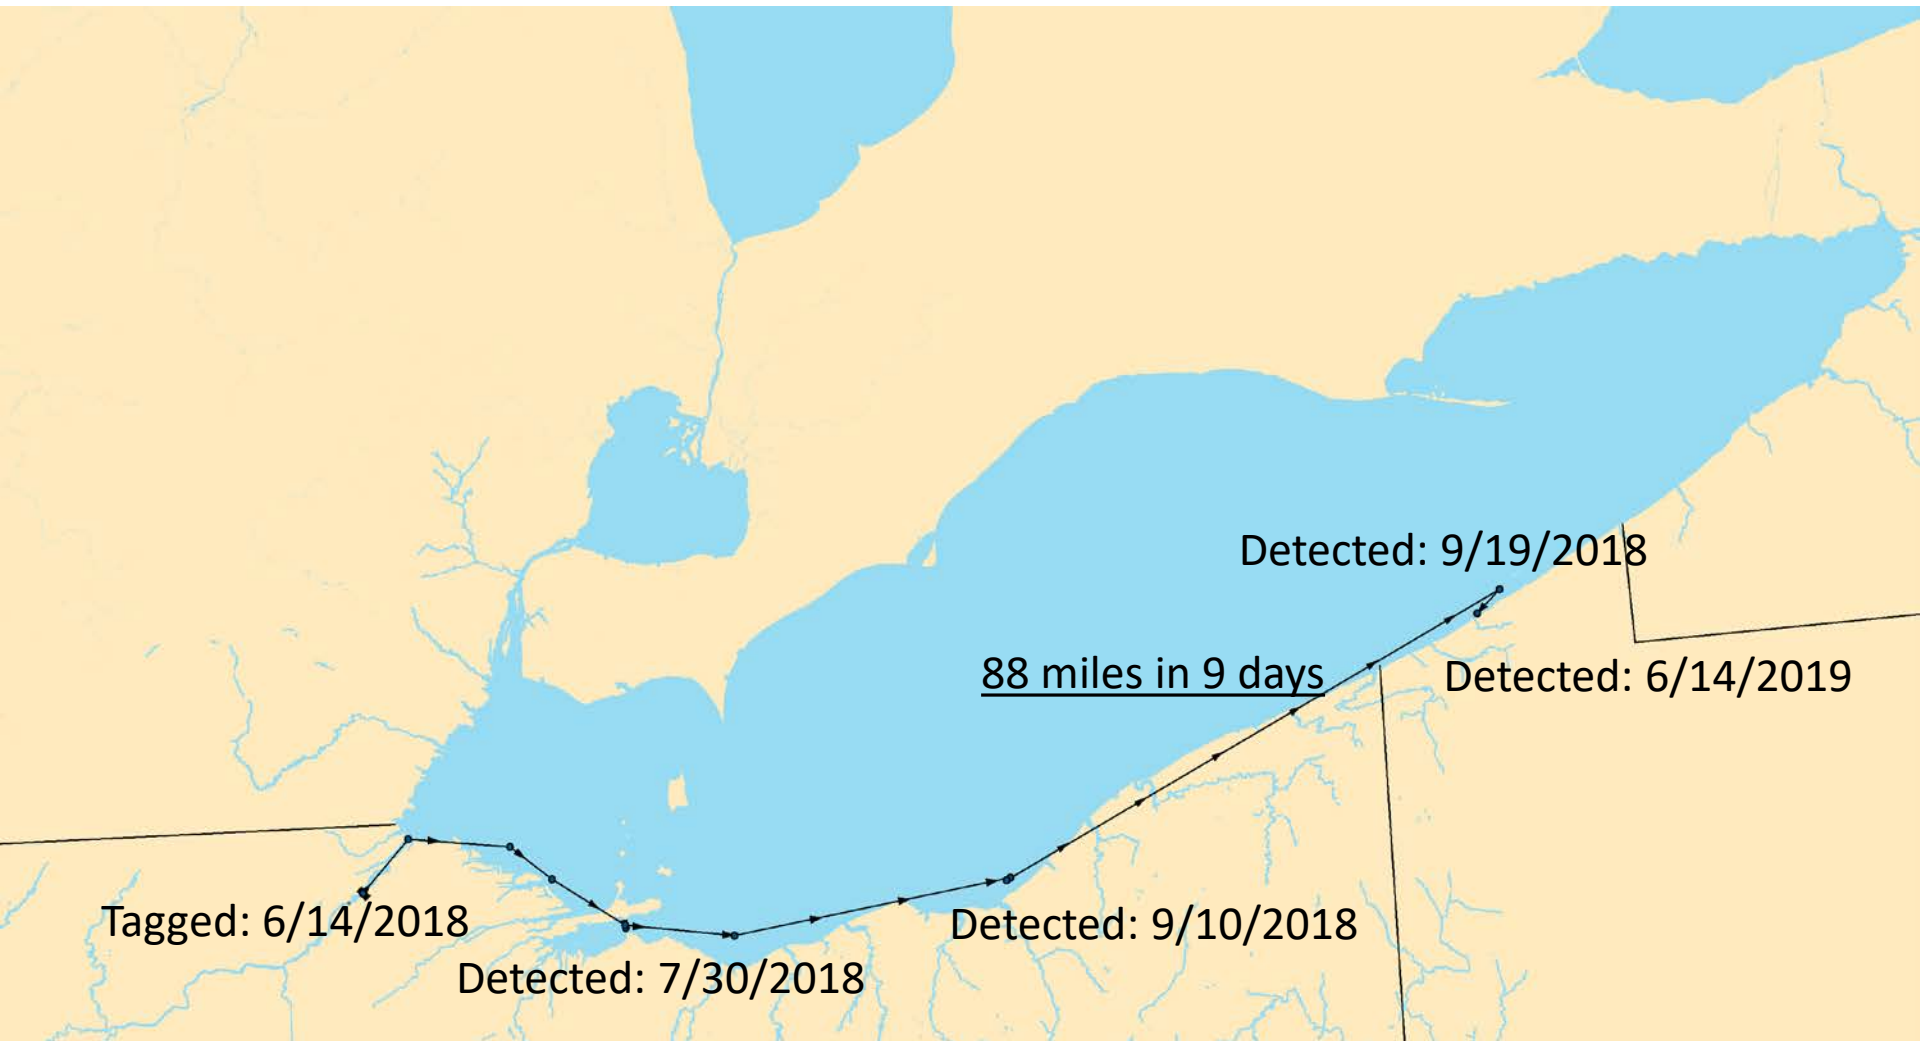 Detected: 9/19/2018
88 miles in 9 days
Detected: 6/14/2019
Tagged: 6/14/2018
Detected: 9/10/2018
Detected: 7/30/2018